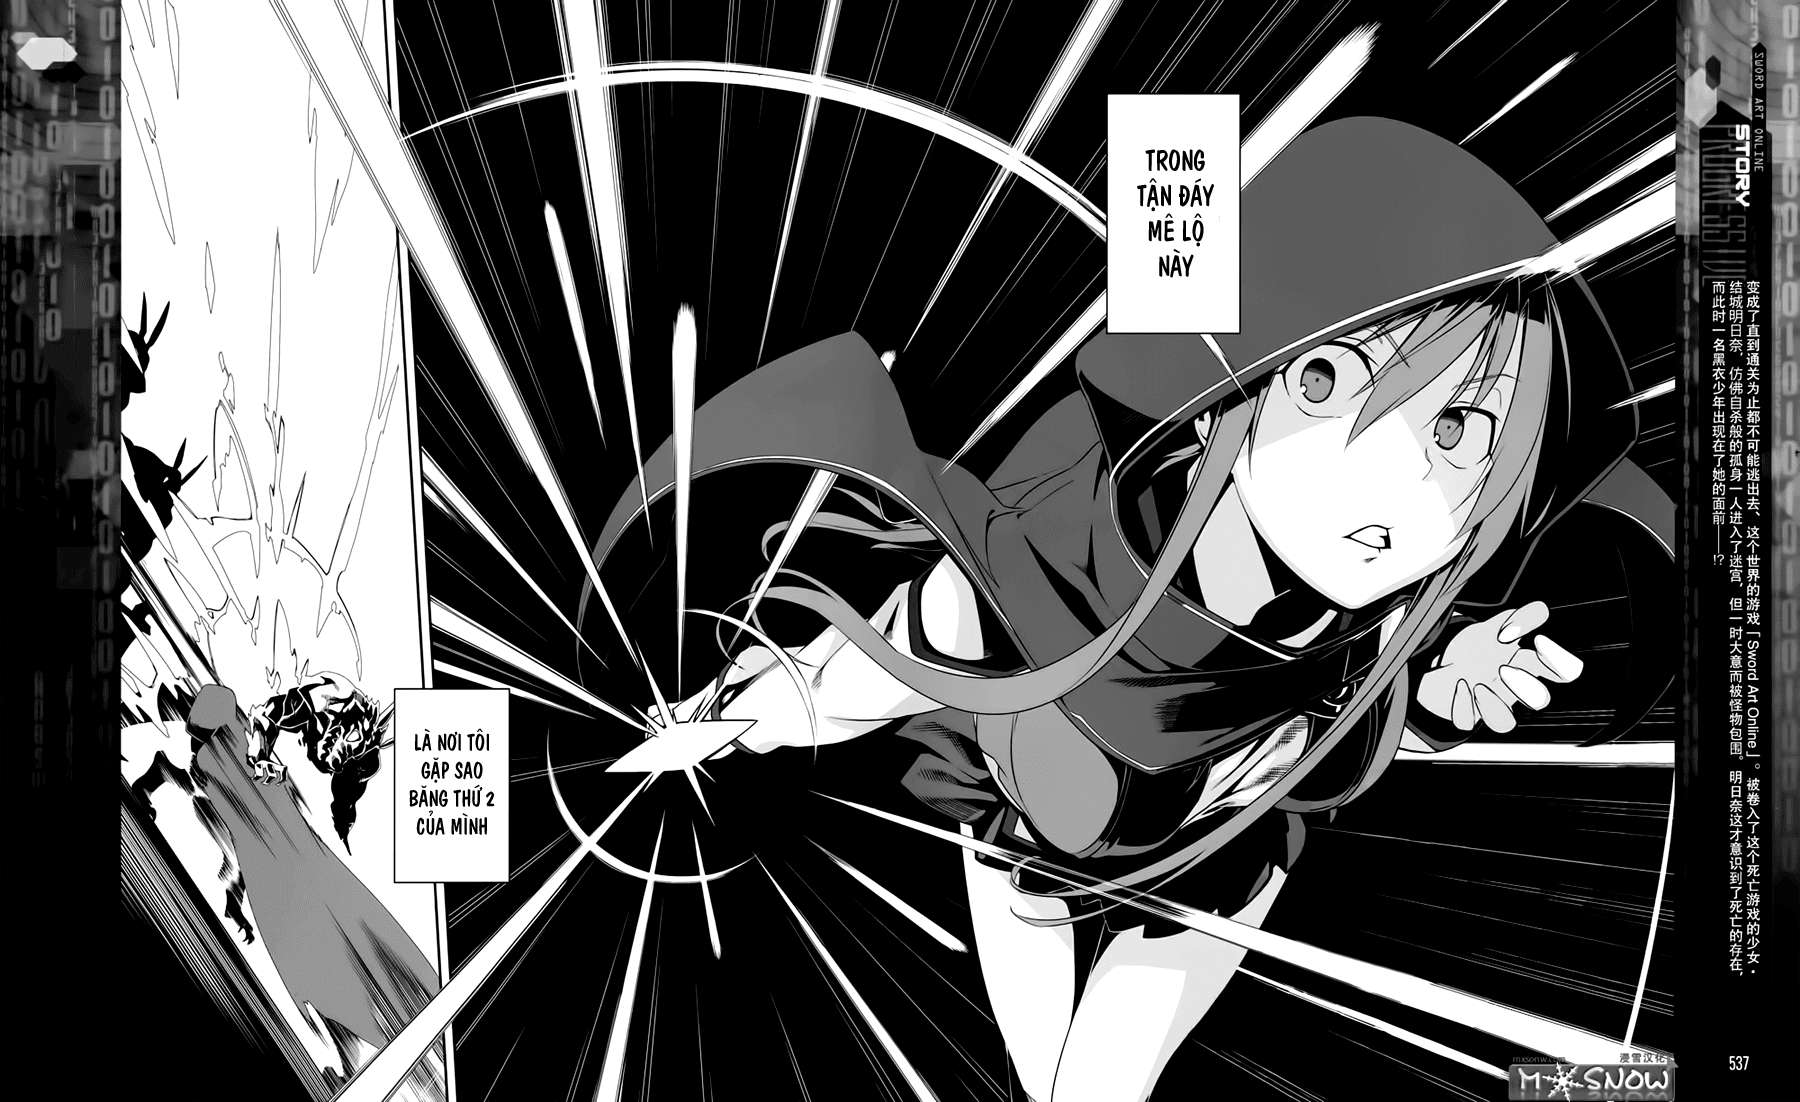 TRONG
TẬN ĐÁY
MÊ LỘ
NÀY
LÀ NƠI TÔI
GẶP SAO
BĂNG THỨ 2
CỦA MÌNH
SWORD ART ONLINE
STORY
变成了直到通关为止都不可能逃出去、这个世界的游戏「Sword Art Online」。被卷入了这个死亡游戏的少女·
结城明日奈，仿佛自杀般的孤身一人进入了迷宫，但一时大意而被怪物包围。明日奈这才意识到了死亡的存在，
而此时一名黑衣少年出现在了她的面前——!?
537
mxsonw.com
漫雪汉化
M SNOW